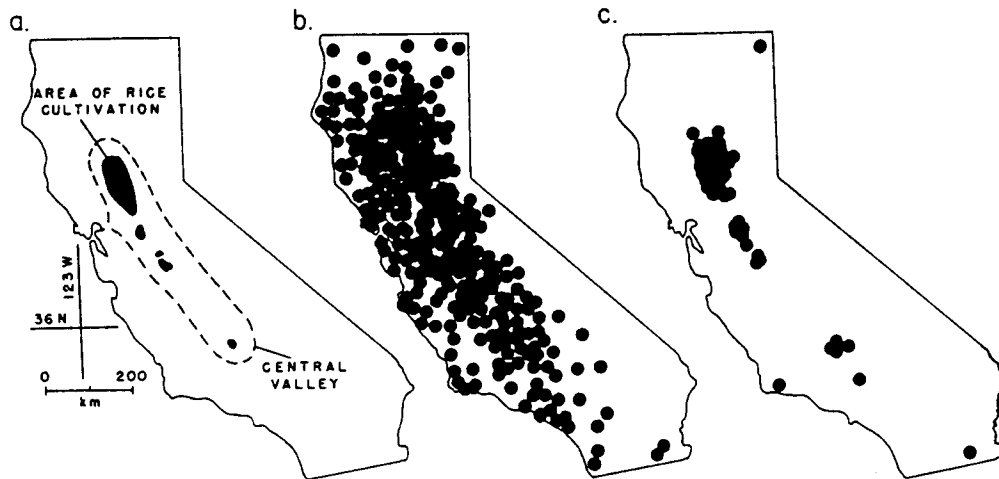 a.
b.
c.
AREA OF RICE
CULTIVATION
123 W
36 N
0 200
km
CENTRAL
VALLEY